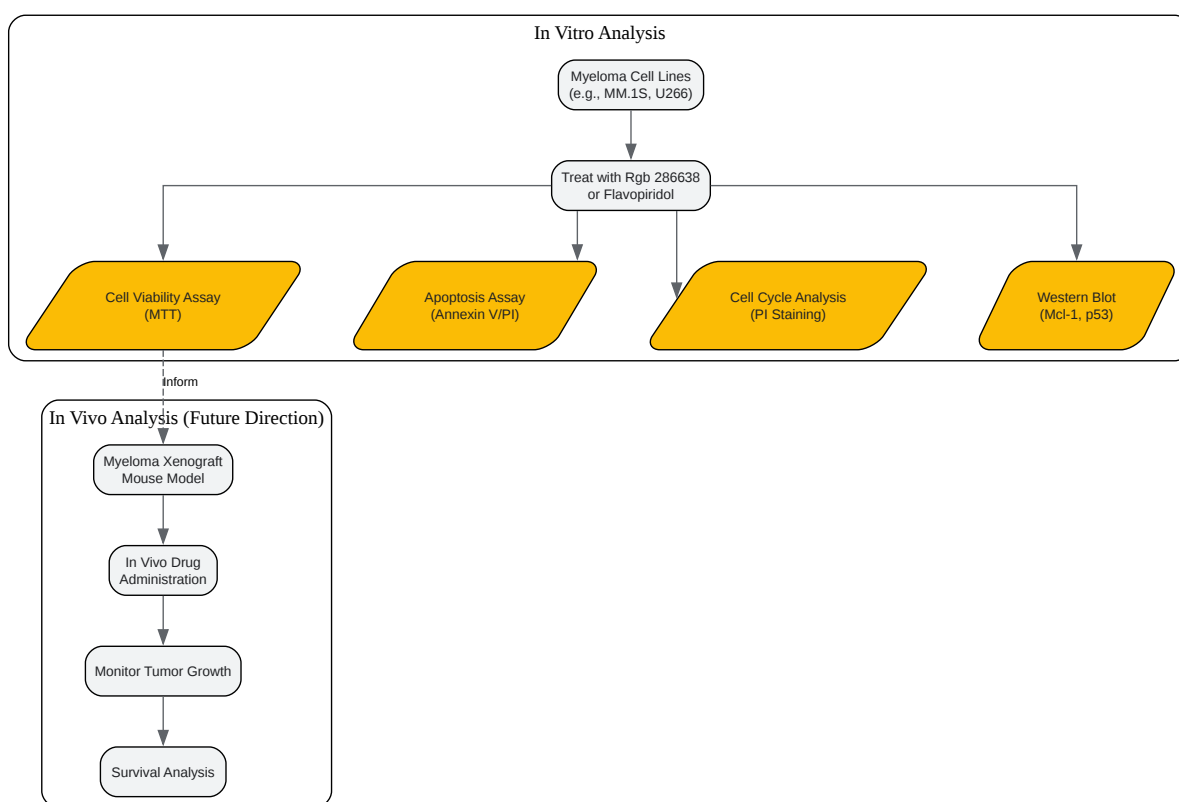 In Vitro Analysis
Myeloma Cell Lines
(e.g., MM.1S, U266)
Treat with Rgb 286638
or Flavopiridol
Cell Viability Assay
(MTT)
Apoptosis Assay
(Annexin V/PI)
Cell Cycle Analysis
(PI Staining)
Western Blot
(Mcl-1, p53)
Inform
In Vivo Analysis (Future Direction)
Myeloma Xenograft
Mouse Model
In Vivo Drug
Administration
Monitor Tumor Growth
Survival Analysis